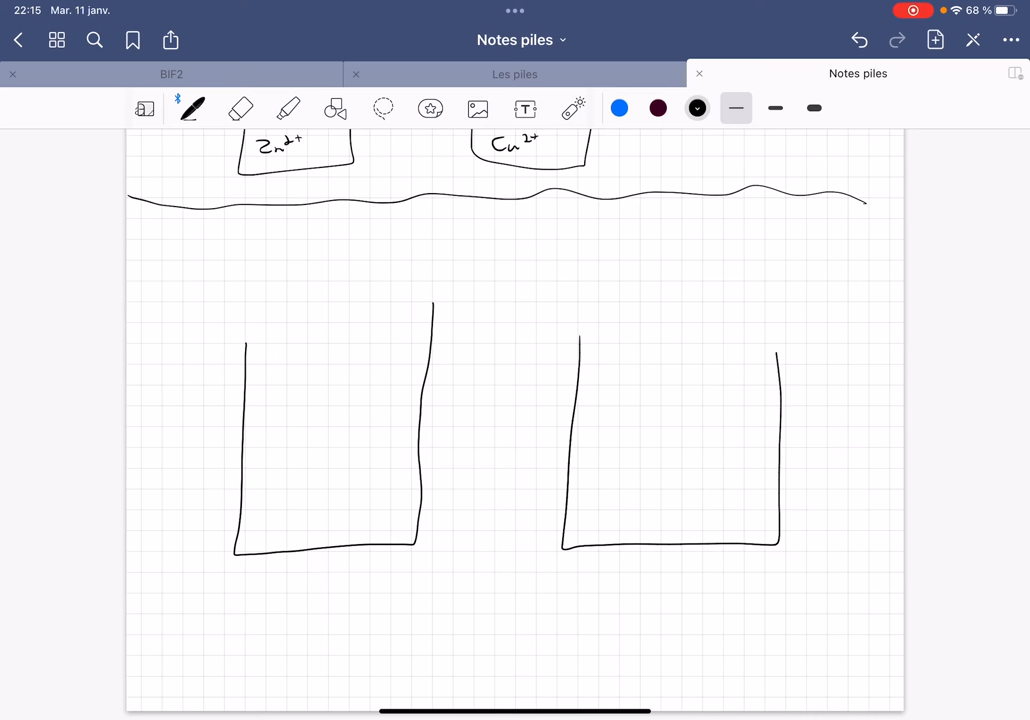 22:15 Mar. 11 janv. 68 %
Notes piles
BIF2 Les piles Notes piles
Zn²⁺ Cu²⁺